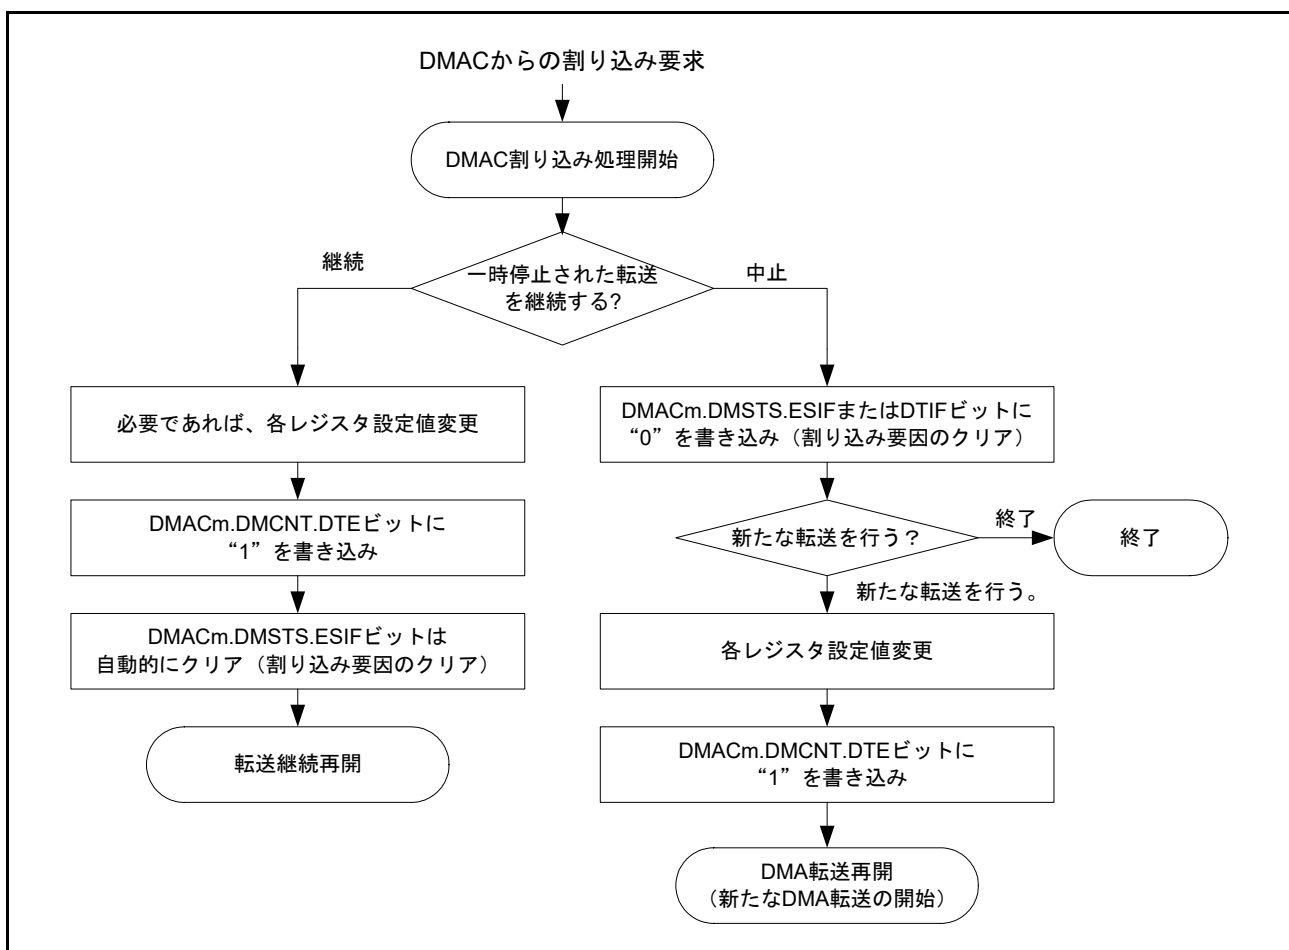 DMACからの割り込み要求
DMAC割り込み処理開始
一時停止された転送
を継続する?
継続
中止
必要であれば、各レジスタ設定値変更
DMACm.DMCNT.DTEビットに
“1”を書き込み
DMACm.DMSTS.ESIFビットは
自動的にクリア（割り込み要因のクリア）
転送継続再開
DMACm.DMSTS.ESIFまたはDTIFビットに
“0”を書き込み（割り込み要因のクリア）
新たな転送を行う？
終了
終了
新たな転送を行う。
各レジスタ設定値変更
DMACm.DMCNT.DTEビットに
“1”を書き込み
DMA転送再開
（新たなDMA転送の開始）